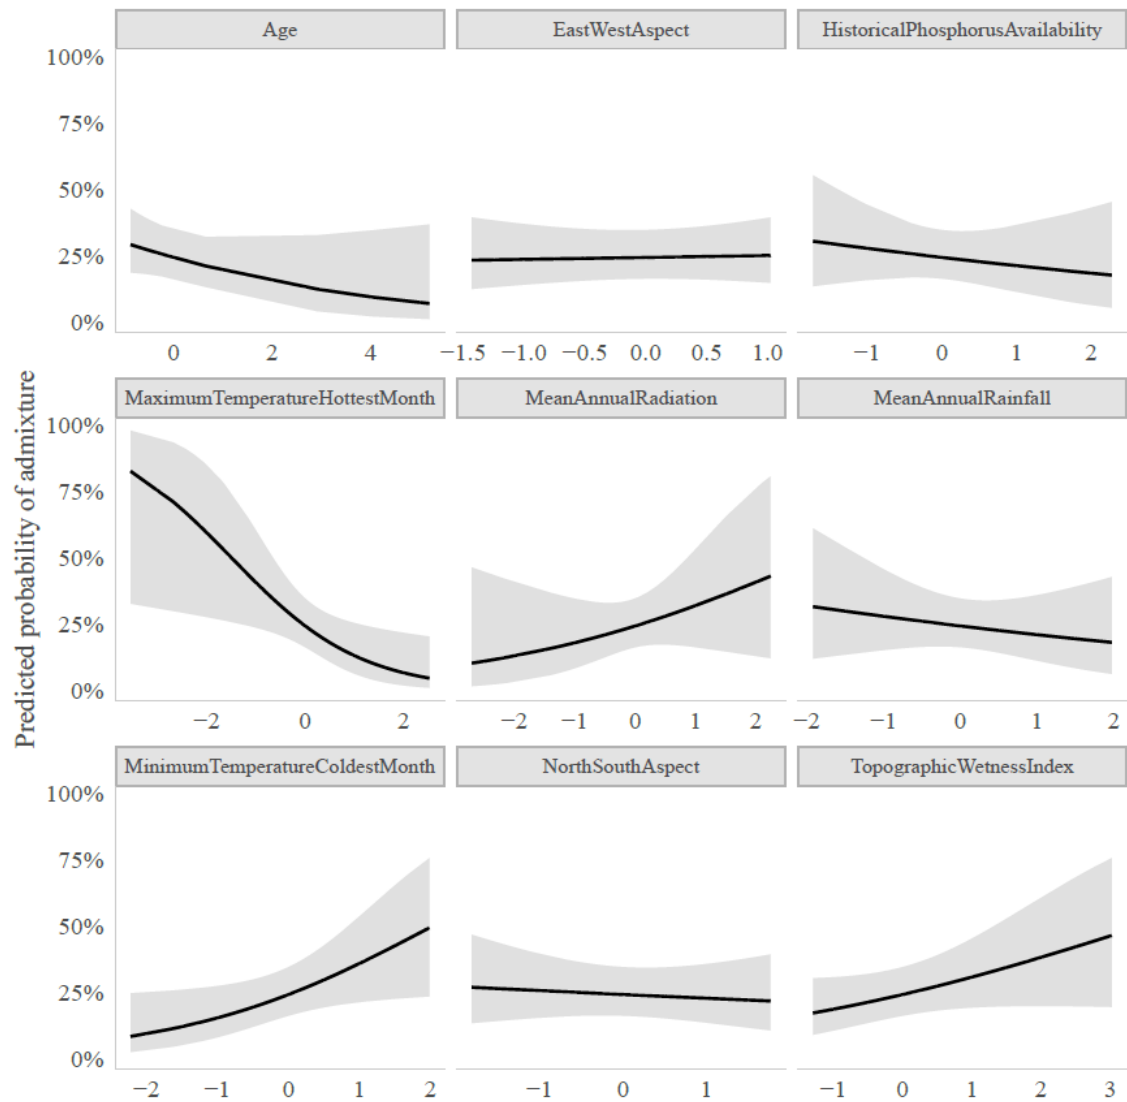 Age EastWestAspect HistoricalPhosphorusAvailability
100%
75%
50%
25%
0%
0 2 4 −1.5 −1.0 −0.5 0.0 0.5 1.0 −1 0 1 2
Predicted probability of admixture
MaximumTemperatureHottestMonth MeanAnnualRadiation MeanAnnualRainfall
100%
75%
50%
25%
0%
−2 0 2 −2 −1 0 1 2 −2 −1 0 1 2
MinimumTemperatureColdestMonth NorthSouthAspect TopographicWetnessIndex
100%
75%
50%
25%
0%
−2 −1 0 1 2 −1 0 1 −1 0 1 2 3